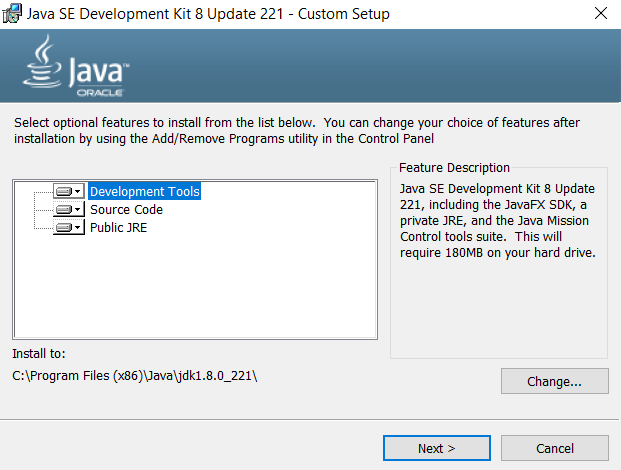 Java SE Development Kit 8 Update 221 - Custom Setup
Java™
ORACLE
Select optional features to install from the list below.  You can change your choice of features after
installation by using the Add/Remove Programs utility in the Control Panel
Development Tools
Source Code
Public JRE
Feature Description
Java SE Development Kit 8 Update
221, including the JavaFX SDK, a
private JRE, and the Java Mission
Control tools suite.  This will
require 180MB on your hard drive.
Install to:
C:\Program Files (x86)\Java\jdk1.8.0_221\
Change...
Next >
Cancel